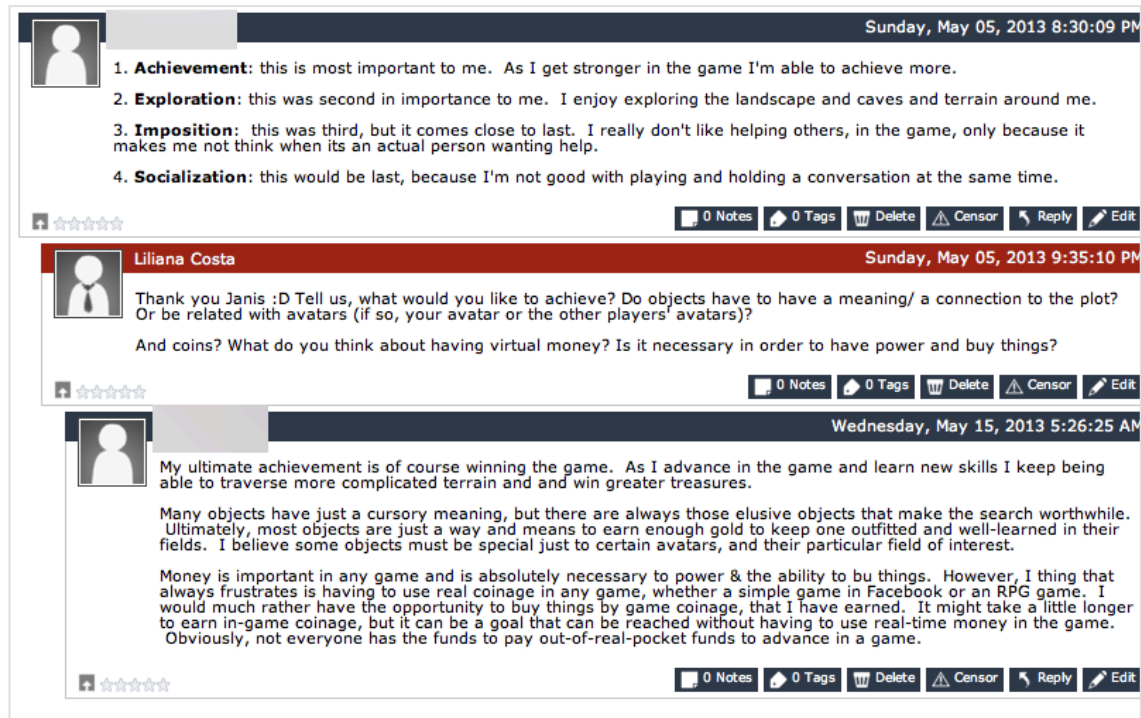 Sunday, May 05, 2013 8:30:09 PM
1. Achievement: this is most important to me.  As I get stronger in the game I'm able to achieve more.
2. Exploration: this was second in importance to me.  I enjoy exploring the landscape and caves and terrain around me.
3. Imposition:  this was third, but it comes close to last.  I really don't like helping others, in the game, only because it
makes me not think when its an actual person wanting help.
4. Socialization: this would be last, because I'm not good with playing and holding a conversation at the same time.
0 Notes 0 Tags Delete Censor Reply Edit
Liliana Costa Sunday, May 05, 2013 9:35:10 PM
Thank you Janis :D Tell us, what would you like to achieve? Do objects have to have a meaning/ a connection to the plot?
Or be related with avatars (if so, your avatar or the other players' avatars)?
And coins? What do you think about having virtual money? Is it necessary in order to have power and buy things?
0 Notes 0 Tags Delete Censor Edit
Wednesday, May 15, 2013 5:26:25 AM
My ultimate achievement is of course winning the game.  As I advance in the game and learn new skills I keep being
able to traverse more complicated terrain and and win greater treasures.
Many objects have just a cursory meaning, but there are always those elusive objects that make the search worthwhile.
Ultimately, most objects are just a way and means to earn enough gold to keep one outfitted and well-learned in their
fields.  I believe some objects must be special just to certain avatars, and their particular field of interest.
Money is important in any game and is absolutely necessary to power & the ability to bu things.  However, I thing that
always frustrates is having to use real coinage in any game, whether a simple game in Facebook or an RPG game.  I
would much rather have the opportunity to buy things by game coinage, that I have earned.  It might take a little longer
to earn in-game coinage, but it can be a goal that can be reached without having to use real-time money in the game.
Obviously, not everyone has the funds to pay out-of-real-pocket funds to advance in a game.
0 Notes 0 Tags Delete Censor Reply Edit